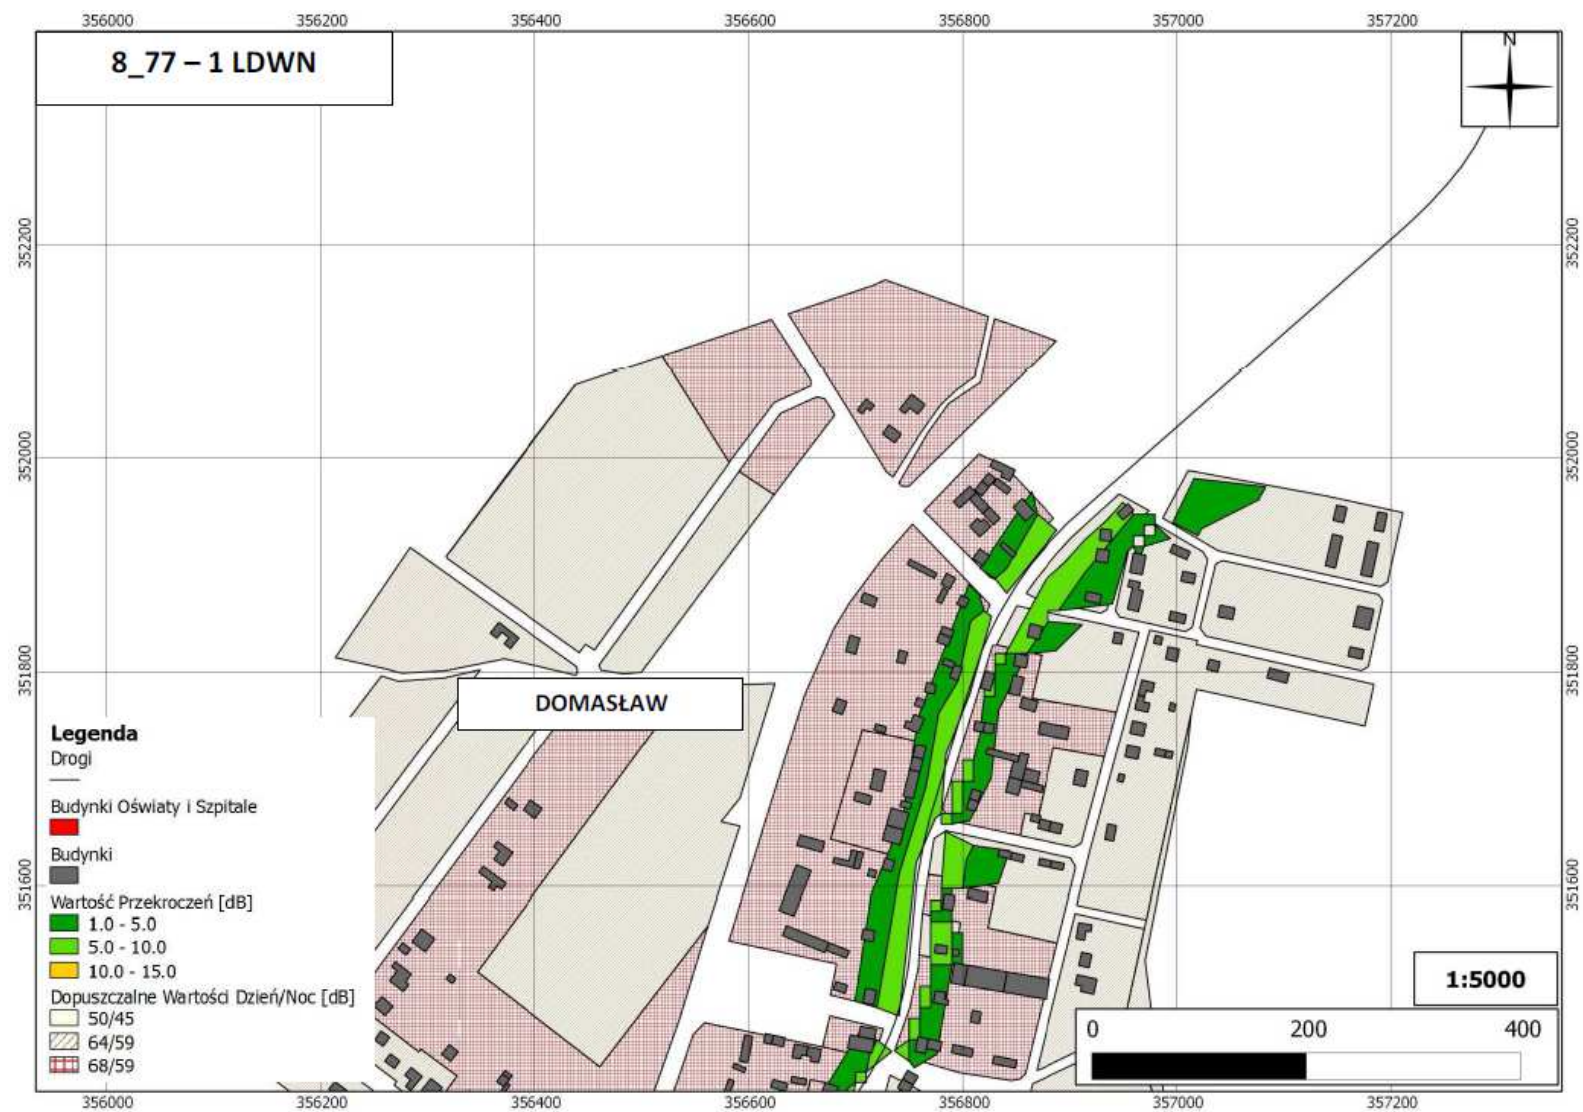 356000 356200 356400 356600 356800 357000 357200
8_77 – 1 LDWN
N
352200 352200
352000 352000
351800 351800
DOMASŁAW
Legenda
Drogi
Budynki Oświaty i Szpitale
Budynki
351600 351600
Wartość Przekroczeń [dB]
1.0 - 5.0
5.0 - 10.0
10.0 - 15.0
Dopuszczalne Wartości Dzień/Noc [dB]
50/45
64/59
68/59
1:5000
0 200 400
356000 356200 356400 356600 356800 357000 357200